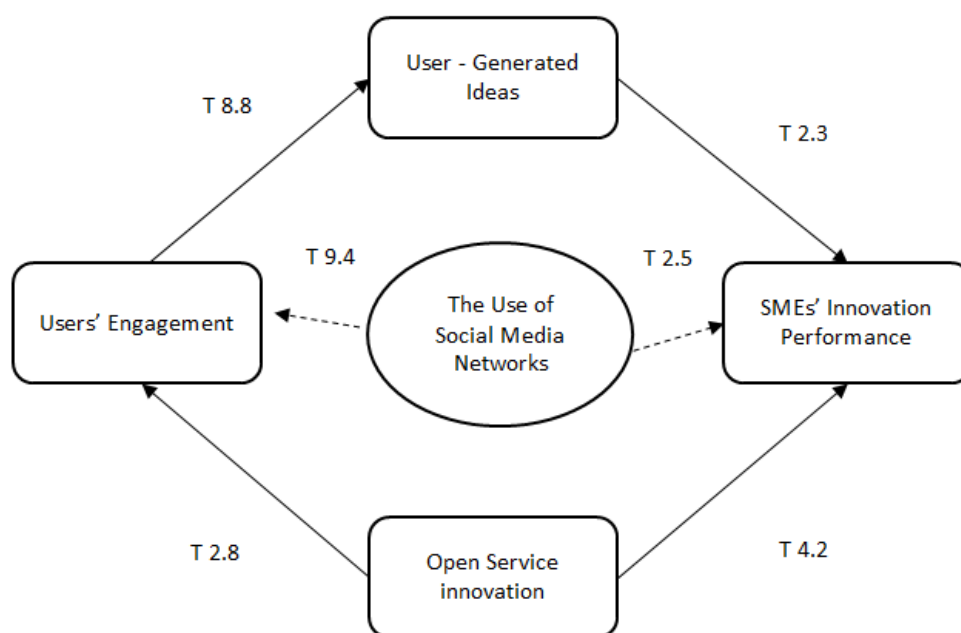 User - Generated
Ideas
T 8.8
T 2.3
T 9.4
T 2.5
Users’ Engagement
The Use of
Social Media
Networks
SMEs’ Innovation
Performance
T 2.8
Open Service
innovation
T 4.2